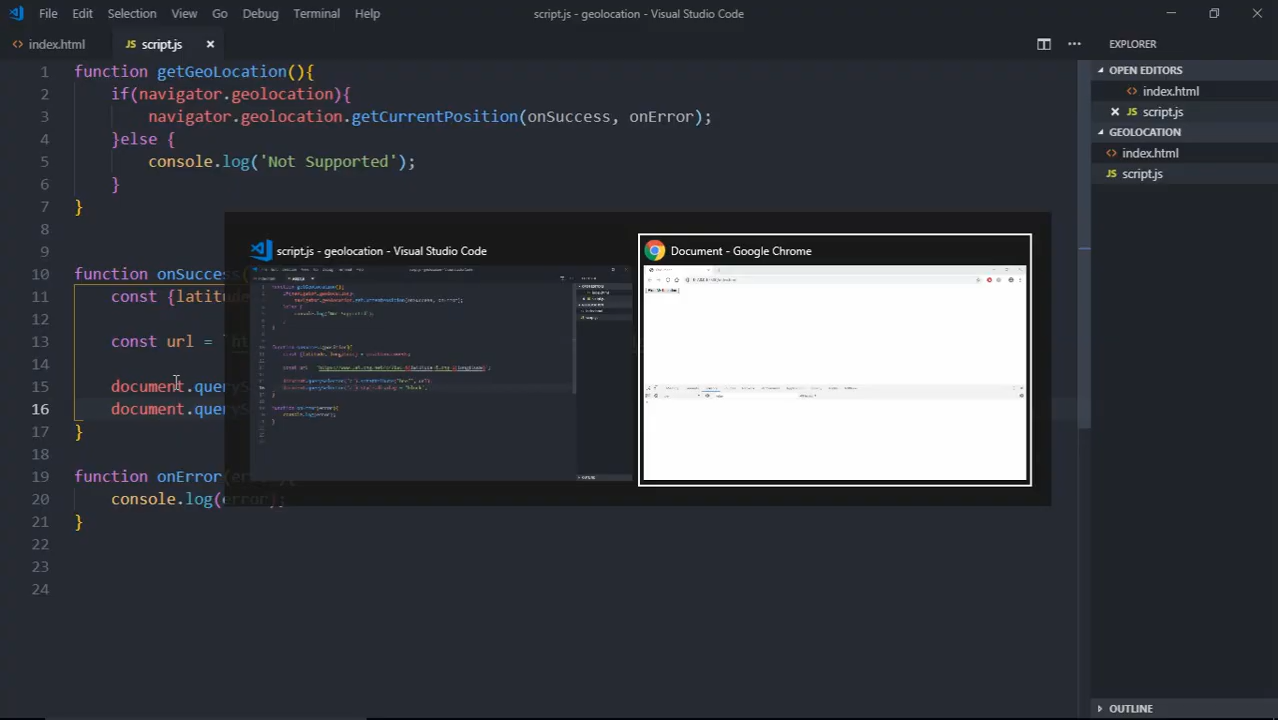 File Edit Selection View Go Debug Terminal Help
script.js - geolocation - Visual Studio Code
index.html
JS script.js
EXPLORER
OPEN EDITORS
index.html
JS script.js
GEOLOCATION
index.html
JS script.js
OUTLINE
1 function getGeoLocation(){
2 if(navigator.geolocation){
3 navigator.geolocation.getCurrentPosition(onSuccess, onError);
4 }else {
5 console.log('Not Supported');
6 }
7 }
8
9
10 function onSuccess(
11 const {latitude
12
13 const url = `ht
14
15 document.queryS
16 document.queryS
17 }
18
19 function onError(error){
20 console.log(error);
21 }
22
23
24
script.js - geolocation - Visual Studio Code
Document - Google Chrome